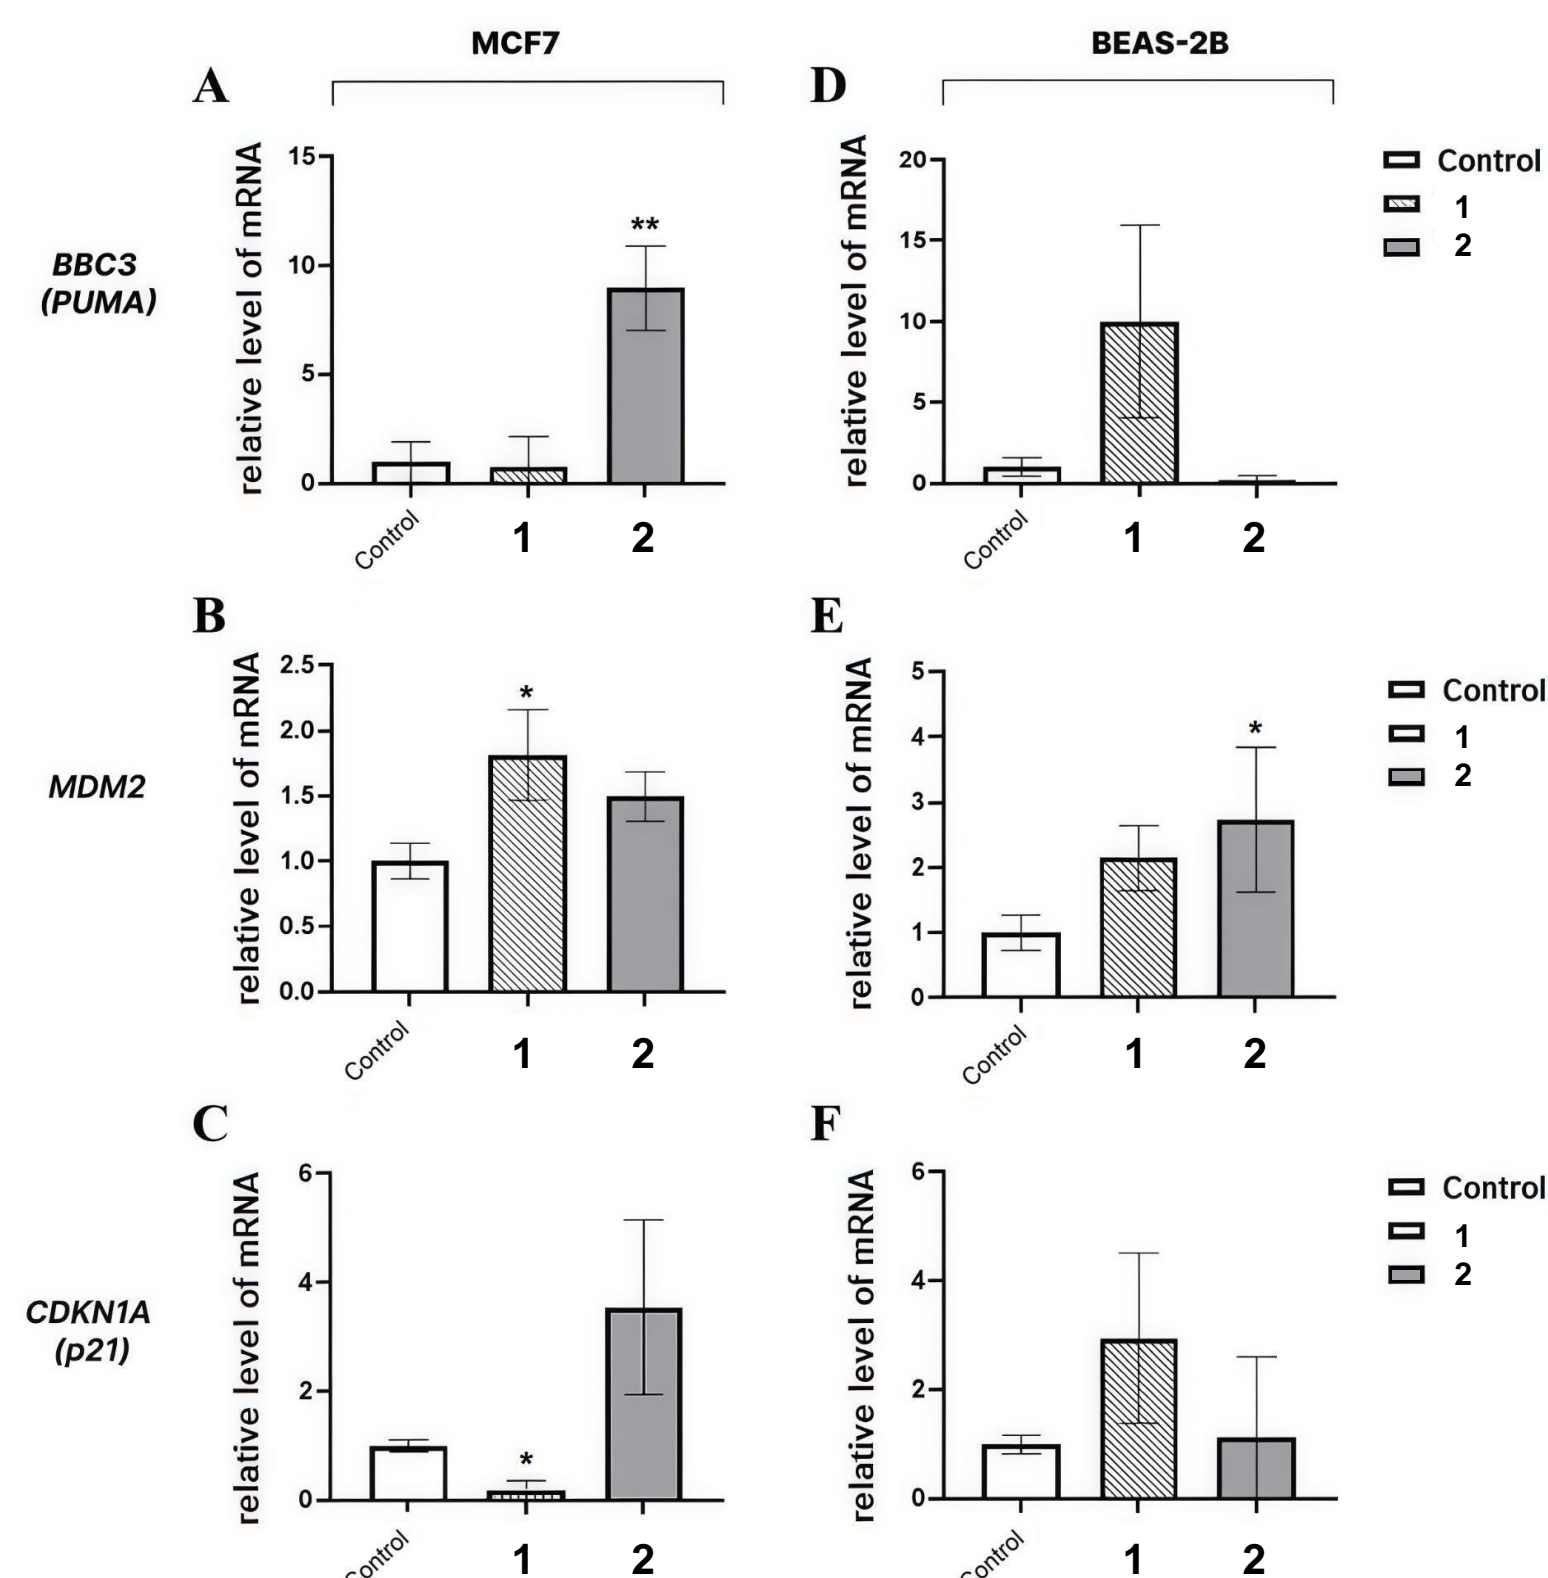 MCF7
BEAS-2B
A
D
BBC3
(PUMA)
relative level of mRNA
15
10
5
0
**
Control
1
2
relative level of mRNA
20
15
10
5
0
Control
1
2
Control
1
2
B
E
MDM2
relative level of mRNA
2.5
2.0
1.5
1.0
0.5
0.0
*
Control
1
2
relative level of mRNA
5
4
3
2
1
0
*
Control
1
2
Control
1
2
C
F
CDKN1A
(p21)
relative level of mRNA
6
4
2
0
*
Control
1
2
relative level of mRNA
6
4
2
0
Control
1
2
Control
1
2